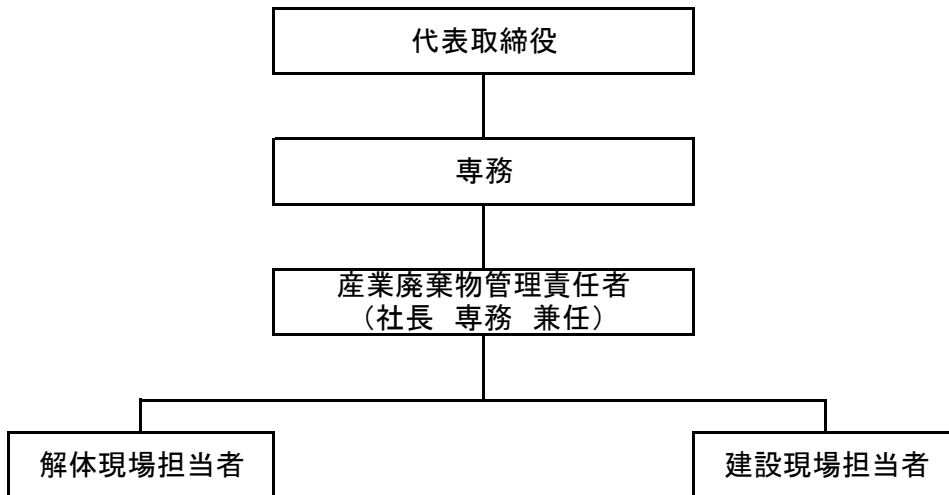 代表取締役
専務
産業廃棄物管理責任者
（社長　専務　兼任）
解体現場担当者
建設現場担当者